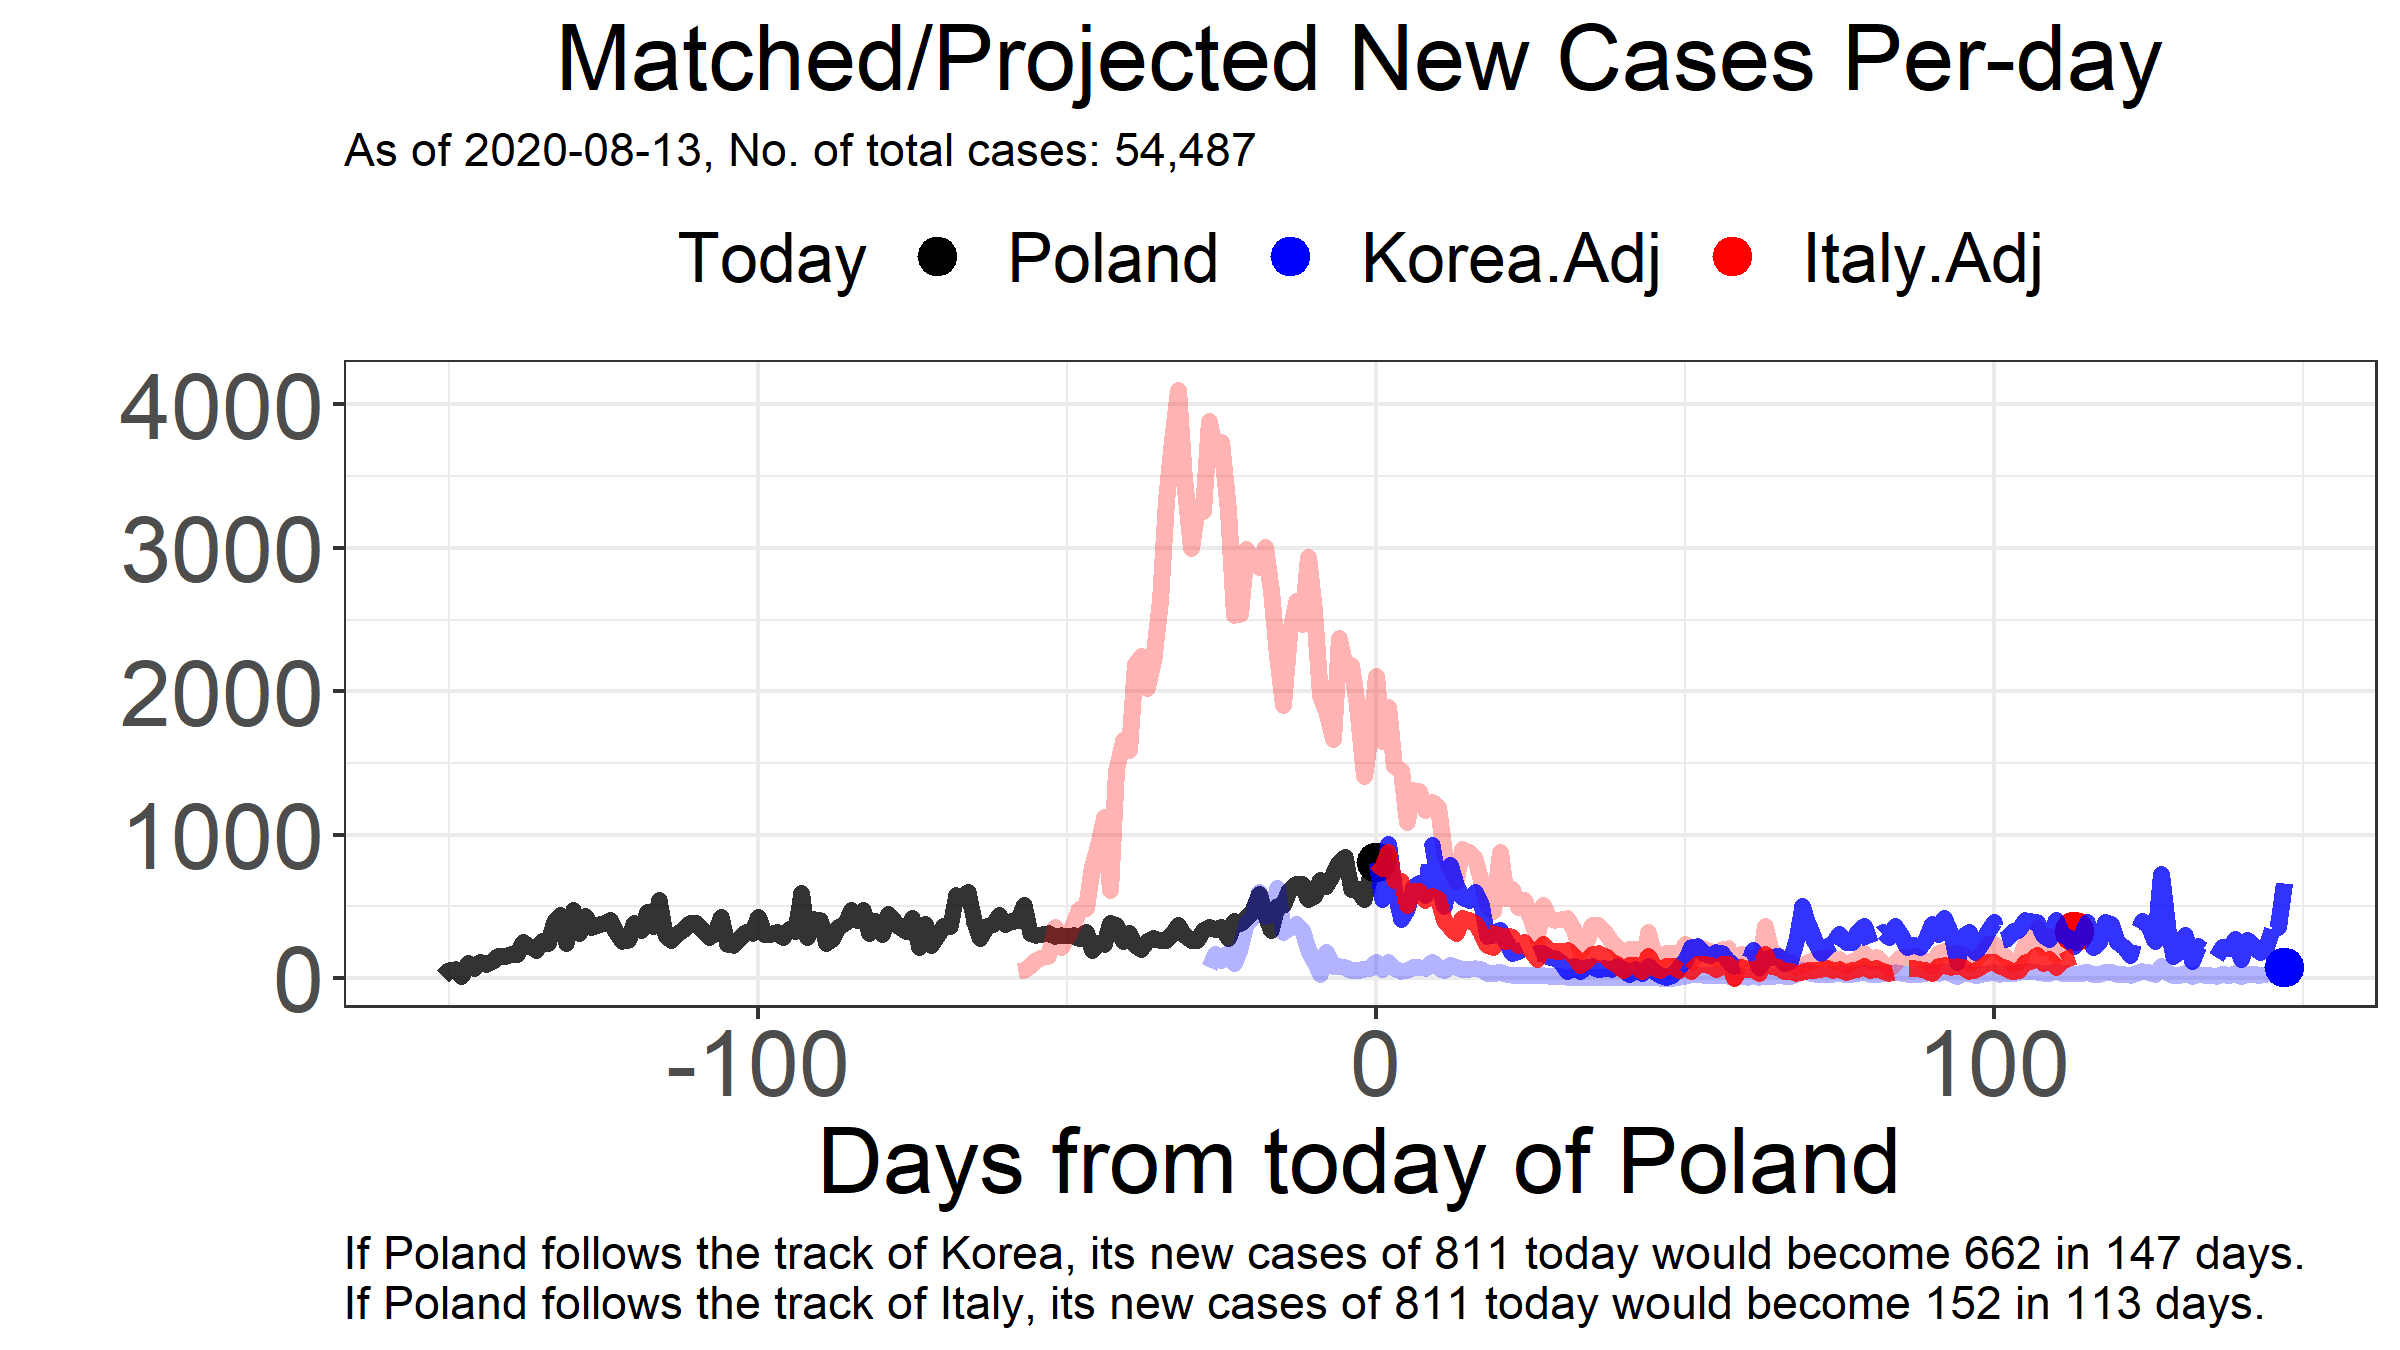 Matched/Projected New Cases Per-day
As of 2020-08-13, No. of total cases: 54,487
Today Poland Korea.Adj Italy.Adj
4000
3000
2000
1000
0
-100 0 100
Days from today of Poland
If Poland follows the track of Korea, its new cases of 811 today would become 662 in 147 days.
If Poland follows the track of Italy, its new cases of 811 today would become 152 in 113 days.